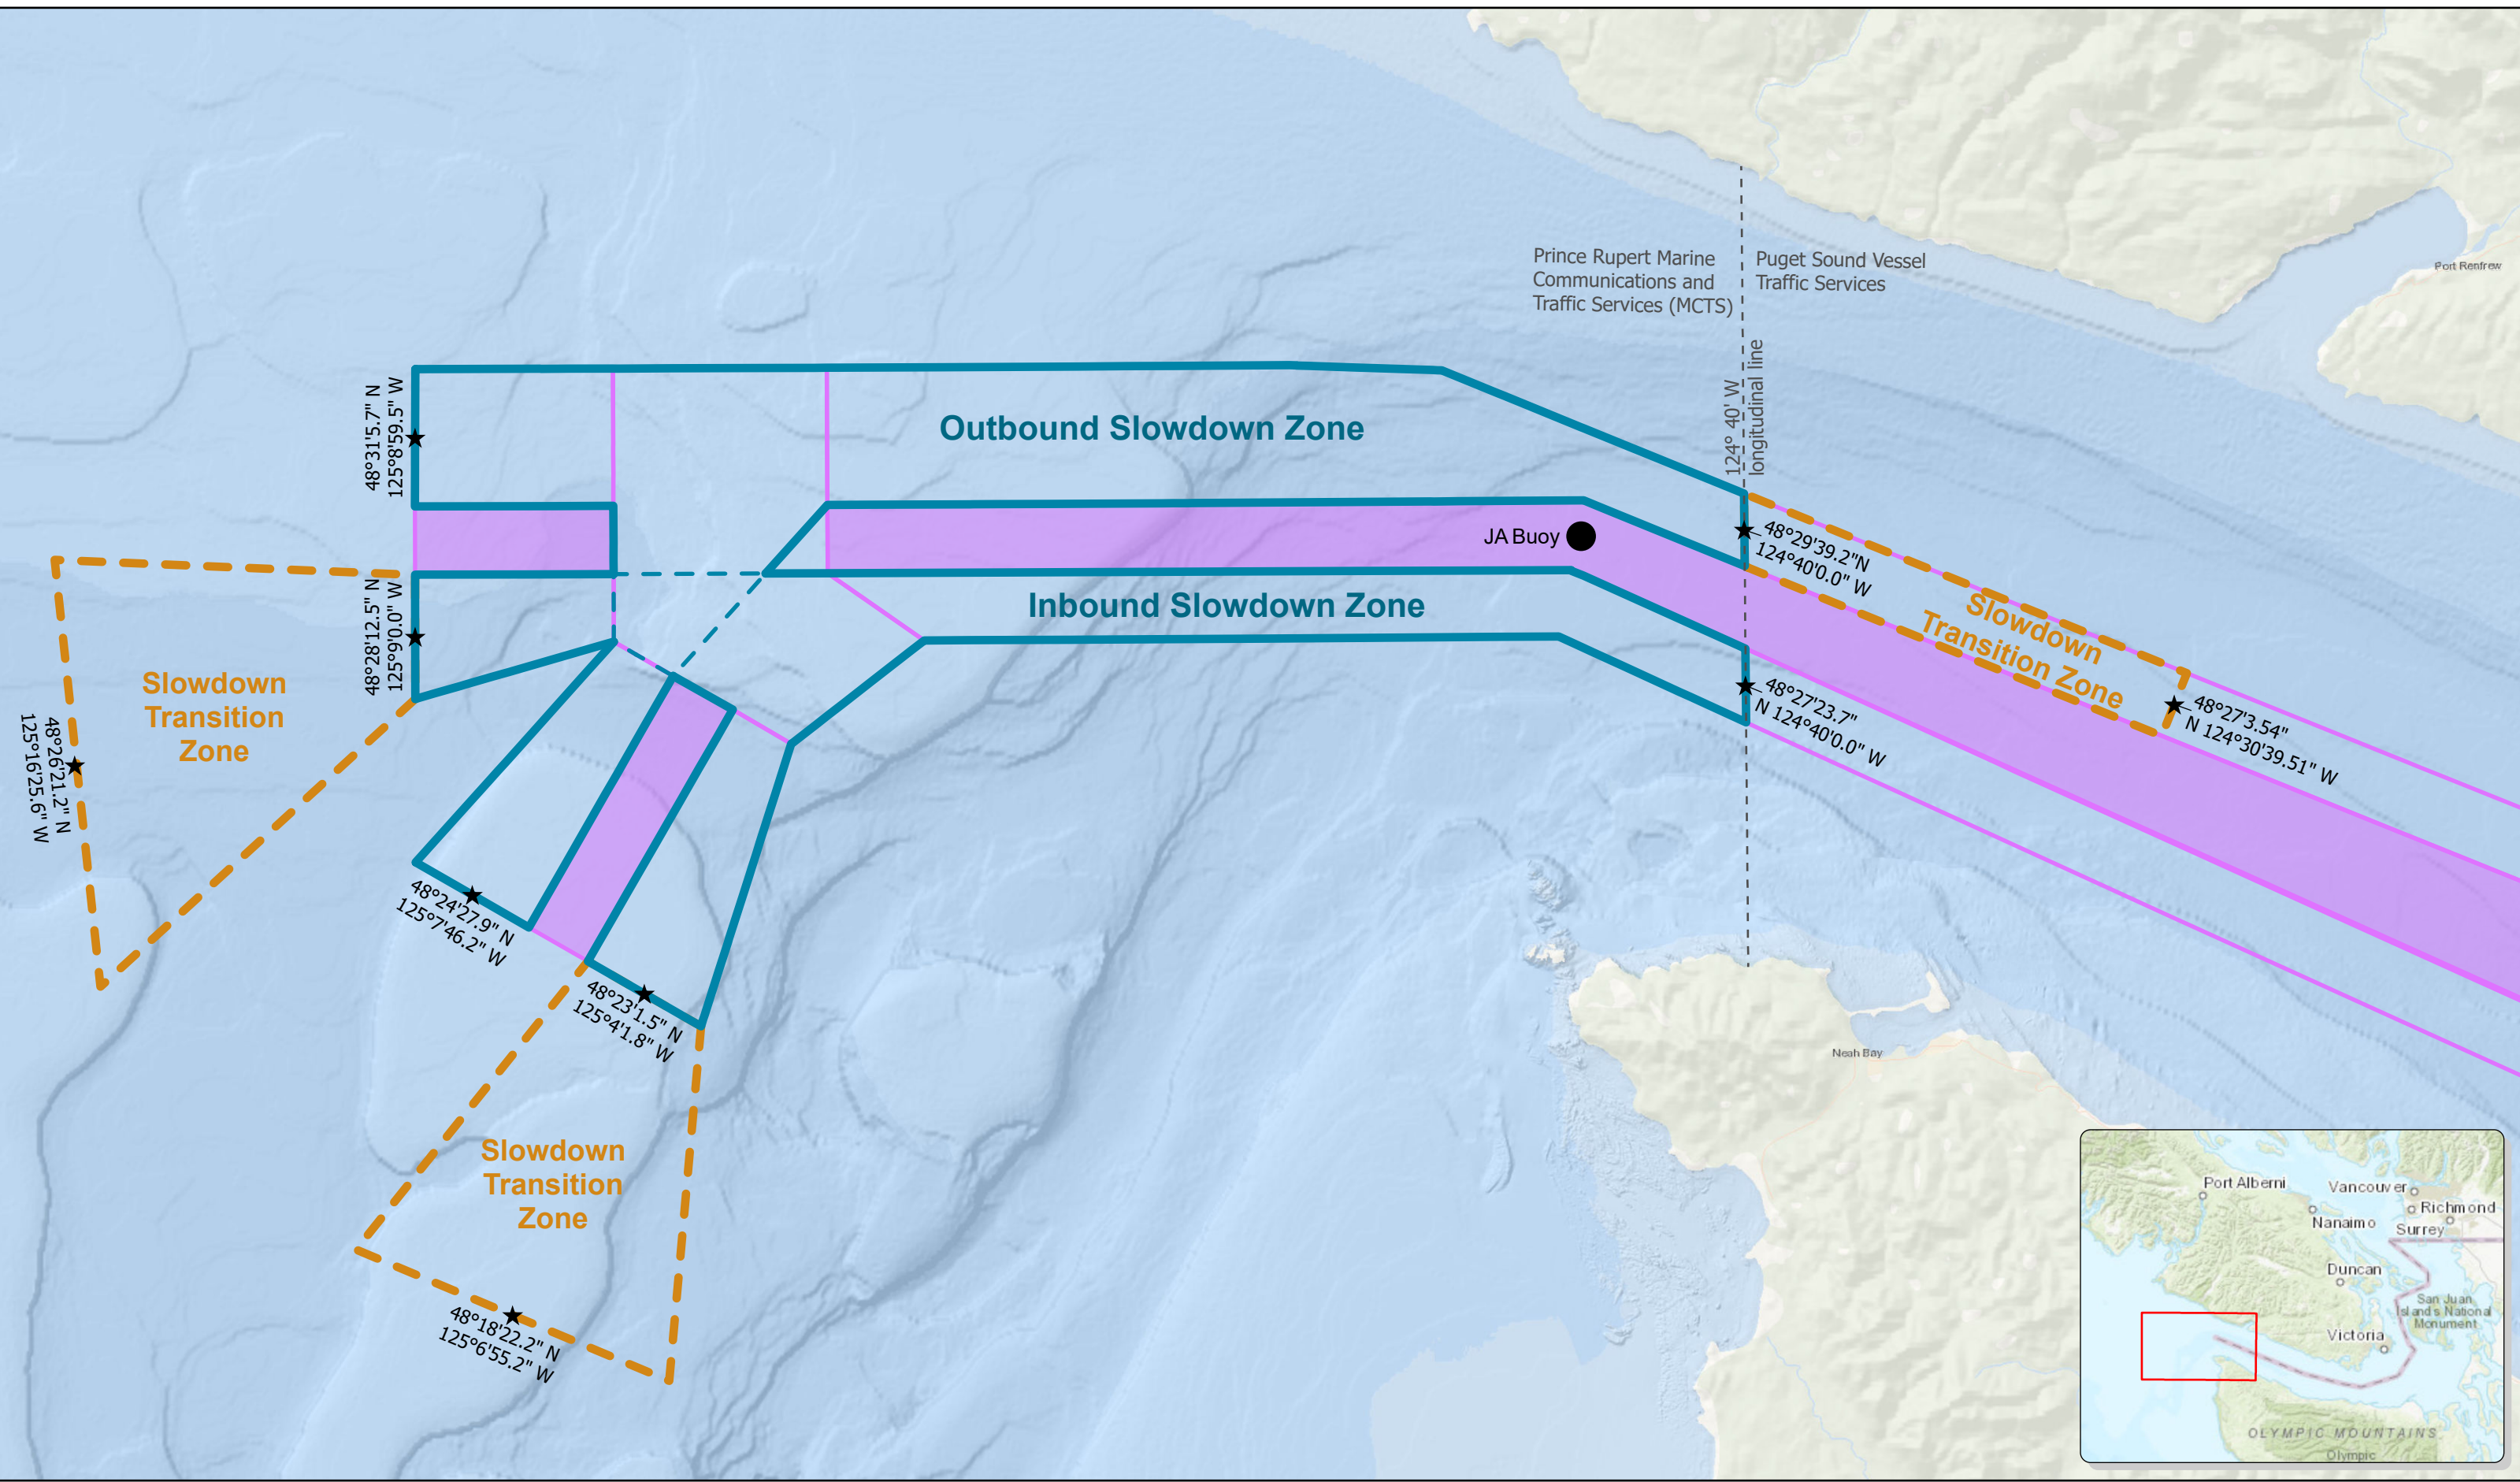 Port Renfrew
Prince Rupert Marine
Communications and
Traffic Services (MCTS)
Puget Sound Vessel
Traffic Services
124° 40' W
longitudinal line
48°31'5.7" N
125°8'59.5" W
Outbound Slowdown Zone
JA Buoy
48°29'39.2"N
124°40'0.0" W
Inbound Slowdown Zone
Slowdown
Transition Zone
48°28'12.5" N
125°9'0.0" W
48°27'23.7"
N 124°40'0.0" W
48°27'3.54"
N 124°30'39.51" W
Slowdown
Transition
Zone
48°26'21.2" N
125°16'25.6" W
48°24'27.9" N
125°7'46.2" W
48°23'1.5" N
125°4'1.8" W
Neah Bay
Slowdown
Transition
Zone
48°18'22.2" N
125°6'55.2" W
Port Alberni
Vancouver
Richmond
Nanaimo
Surrey
Duncan
San Juan
Islands National
Monument
Victoria
OLYMPIC MOUNTAINS
Olympic